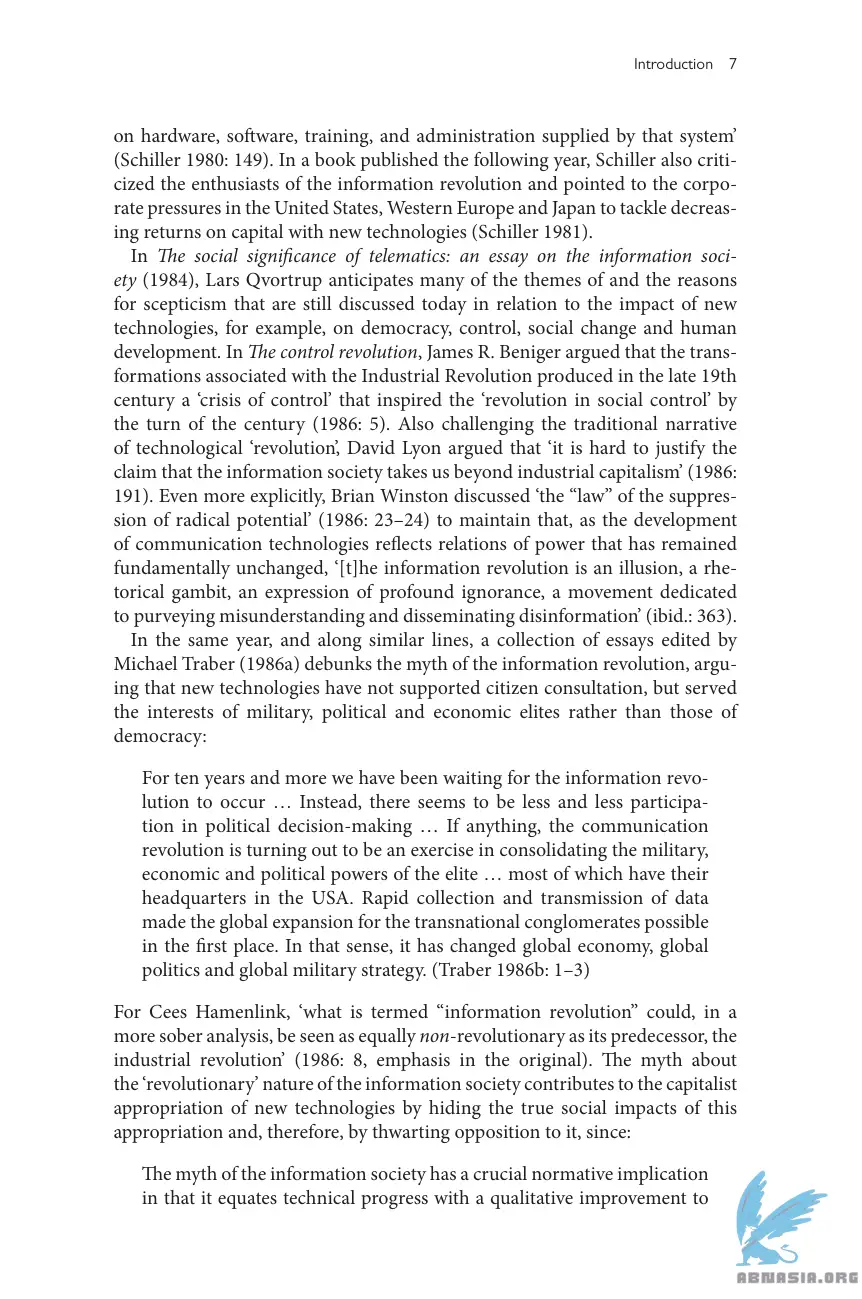 Introduction 7
on hardware, software, training, and administration supplied by that system’
(Schiller 1980: 149). In a book published the following year, Schiller also criti-
cized the enthusiasts of the information revolution and pointed to the corpo-
rate pressures in the United States, Western Europe and Japan to tackle decreas-
ing returns on capital with new technologies (Schiller 1981).
In The social significance of telematics: an essay on the information soci-
ety (1984), Lars Qvortrup anticipates many of the themes of and the reasons
for scepticism that are still discussed today in relation to the impact of new
technologies, for example, on democracy, control, social change and human
development. In The control revolution, James R. Beniger argued that the trans-
formations associated with the Industrial Revolution produced in the late 19th
century a ‘crisis of control’ that inspired the ‘revolution in social control’ by
the turn of the century (1986: 5). Also challenging the traditional narrative
of technological ‘revolution’, David Lyon argued that ‘it is hard to justify the
claim that the information society takes us beyond industrial capitalism’ (1986:
191). Even more explicitly, Brian Winston discussed ‘the “law” of the suppres-
sion of radical potential’ (1986: 23–24) to maintain that, as the development
of communication technologies reflects relations of power that has remained
fundamentally unchanged, ‘[t]he information revolution is an illusion, a rhe-
torical gambit, an expression of profound ignorance, a movement dedicated
to purveying misunderstanding and disseminating disinformation’ (ibid.: 363).
In the same year, and along similar lines, a collection of essays edited by
Michael Traber (1986a) debunks the myth of the information revolution, argu-
ing that new technologies have not supported citizen consultation, but served
the interests of military, political and economic elites rather than those of
democracy:
For ten years and more we have been waiting for the information revo-
lution to occur … Instead, there seems to be less and less participa-
tion in political decision-making … If anything, the communication
revolution is turning out to be an exercise in consolidating the military,
economic and political powers of the elite … most of which have their
headquarters in the USA. Rapid collection and transmission of data
made the global expansion for the transnational conglomerates possible
in the first place. In that sense, it has changed global economy, global
politics and global military strategy. (Traber 1986b: 1–3)
For Cees Hamenlink, ‘what is termed “information revolution” could, in a
more sober analysis, be seen as equally non-revolutionary as its predecessor, the
industrial revolution’ (1986: 8, emphasis in the original). The myth about
the ‘revolutionary’ nature of the information society contributes to the capitalist
appropriation of new technologies by hiding the true social impacts of this
appropriation and, therefore, by thwarting opposition to it, since:
The myth of the information society has a crucial normative implication
in that it equates technical progress with a qualitative improvement to
ABNASIA.ORG